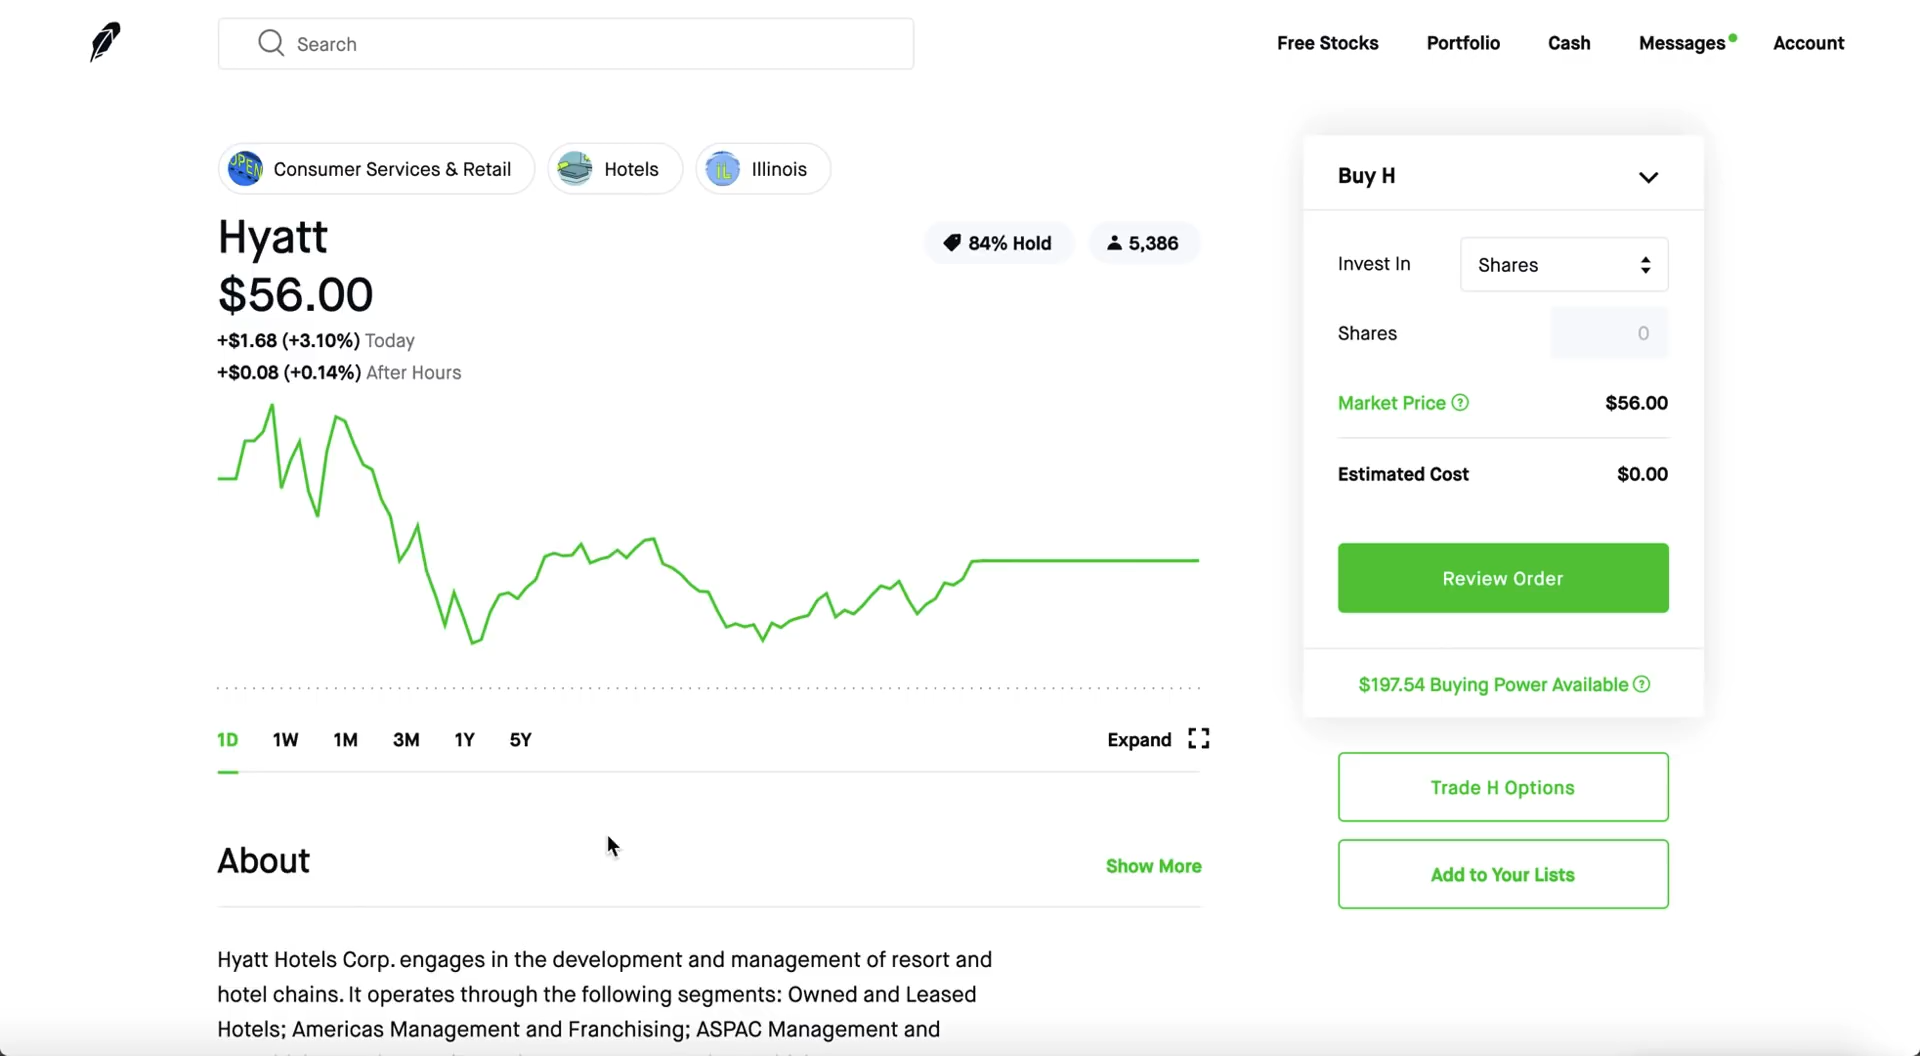 Search
Free Stocks
Portfolio
Cash
Messages
Account
OPEN
Consumer Services & Retail
Hotels
IL
Illinois
Hyatt
$56.00
+$1.68 (+3.10%) Today
+$0.08 (+0.14%) After Hours
84% Hold
5,386
1D
1W
1M
3M
1Y
5Y
Expand
About
Show More
Hyatt Hotels Corp. engages in the development and management of resort and
hotel chains. It operates through the following segments: Owned and Leased
Hotels; Americas Management and Franchising; ASPAC Management and
Buy H
Invest In
Shares
Shares
0
Market Price ?
$56.00
Estimated Cost
$0.00
Review Order
$197.54 Buying Power Available ?
Trade H Options
Add to Your Lists